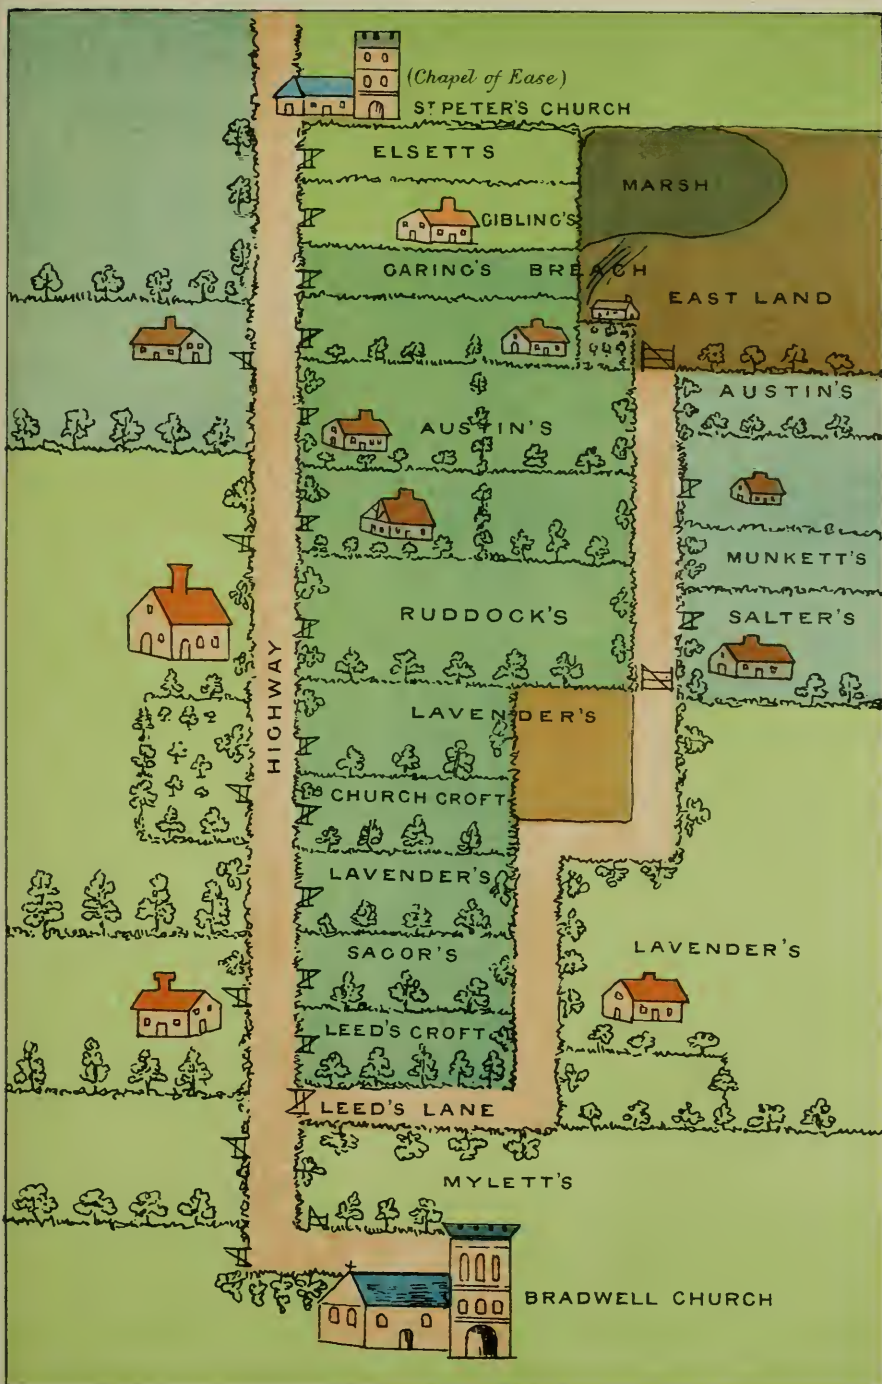 (Chapel of Ease)
ST PETER'S CHURCH
ELSETTS
MARSH
GIBLING'S
GARING'S BREACH
EAST LAND
AUSTIN'S
AUSTIN'S
MUNKETT'S
RUDDOCK'S
SALTER'S
HIGHWAY
LAVENDER'S
CHURCH CROFT
LAVENDER'S
SACOR'S
LAVENDER'S
LEED'S CROFT
LEED'S LANE
MYLETT'S
BRADWELL CHURCH